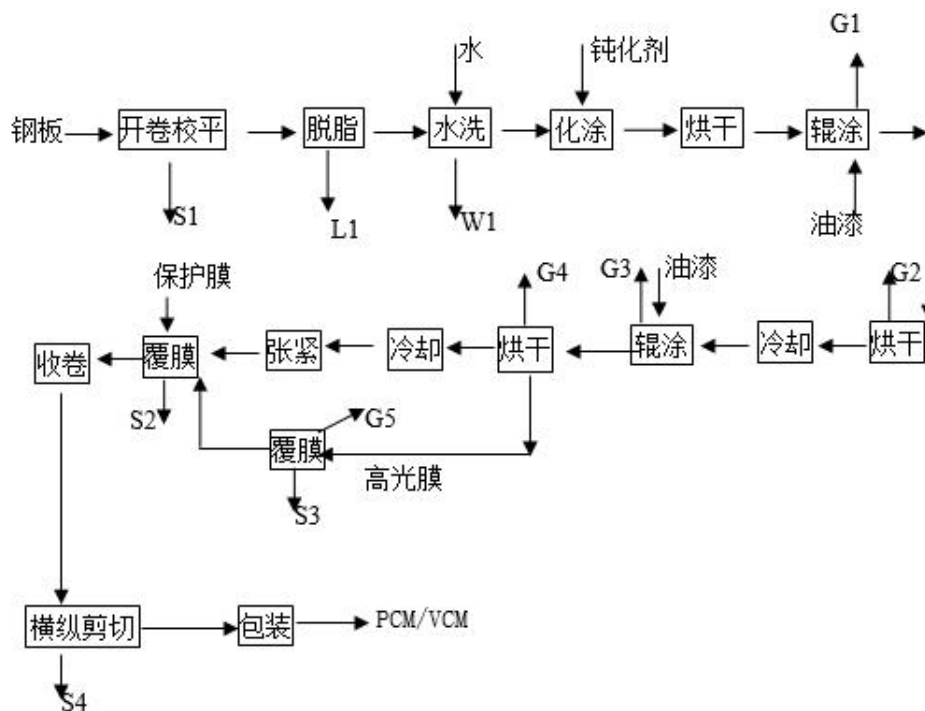 G1
水
钝化剂
钢板
开卷校平
脱脂
水洗
化涂
烘干
辊涂
S1
L1
W1
油漆
保护膜
G4
G3
油漆
G2
收卷
覆膜
张紧
冷却
烘干
辊涂
冷却
烘干
S2
覆膜
G5
高光膜
S3
横纵剪切
包装
PCM/VCM
S4